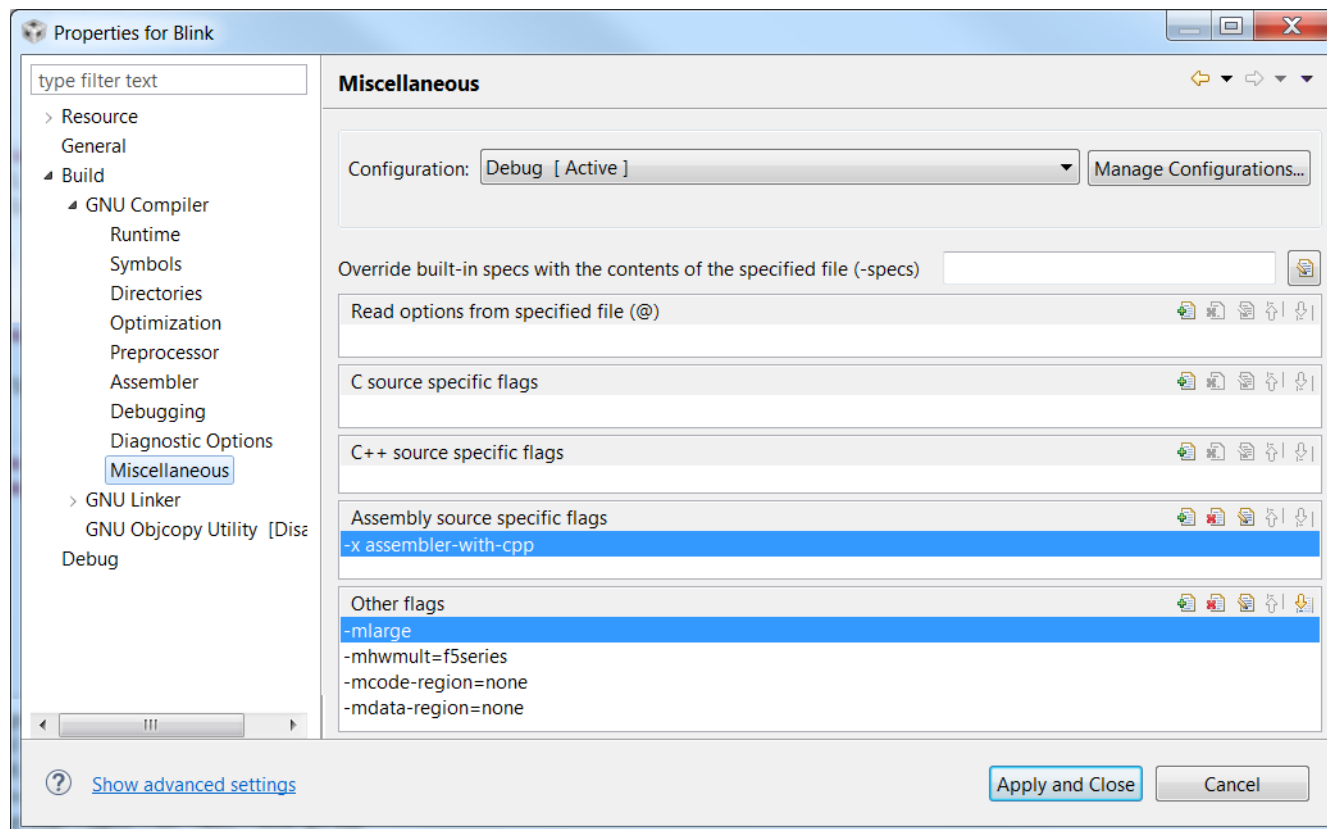 Properties for Blink
type filter text
Resource
General
Build
GNU Compiler
Runtime
Symbols
Directories
Optimization
Preprocessor
Assembler
Debugging
Diagnostic Options
Miscellaneous
GNU Linker
GNU Objcopy Utility [Disa
Debug
Miscellaneous
Configuration: Debug [ Active ] Manage Configurations...
Override built-in specs with the contents of the specified file (-specs)
Read options from specified file (@)
C source specific flags
C++ source specific flags
Assembly source specific flags
-x assembler-with-cpp
Other flags
-mlarge
-mhwmult=f5series
-mcode-region=none
-mdata-region=none
Show advanced settings
Apply and Close
Cancel